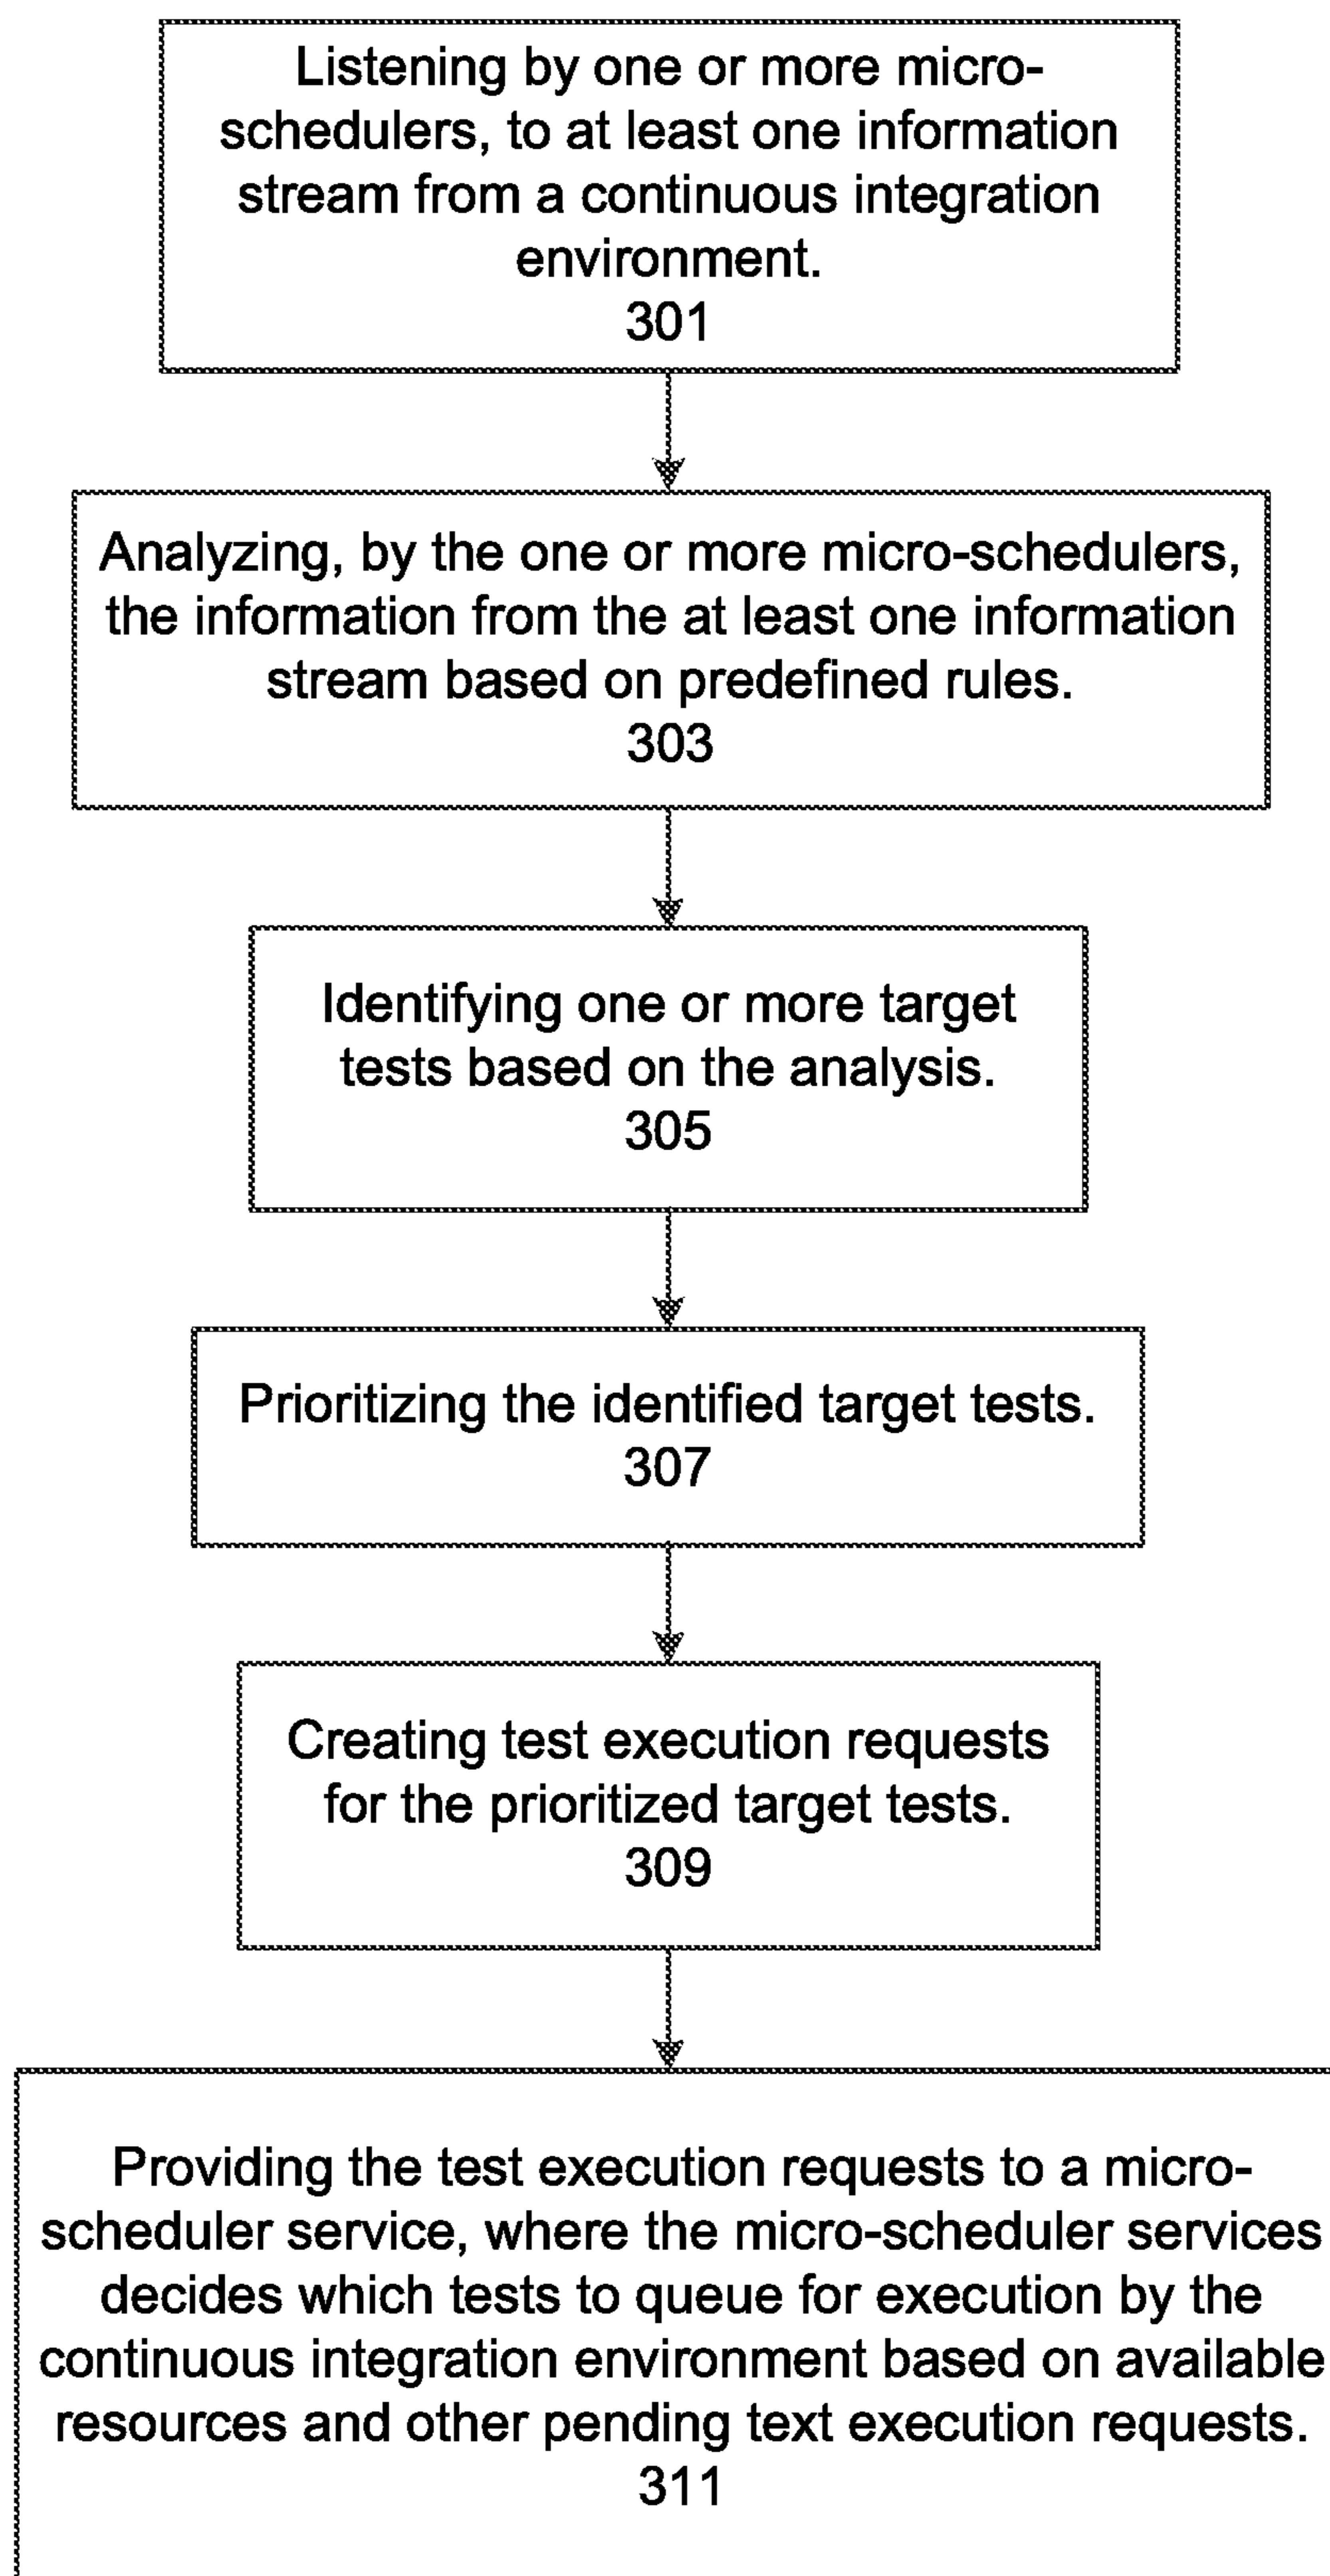 Listening by one or more micro-
schedulers, to at least one information
stream from a continuous integration
environment.
301
Analyzing, by the one or more micro-schedulers,
the information from the at least one information
stream based on predefined rules.
303
Identifying one or more target
tests based on the analysis.
305
Prioritizing the identified target tests.
307
Creating test execution requests
for the prioritized target tests.
309
Providing the test execution requests to a micro-
scheduler service, where the micro-scheduler services
decides which tests to queue for execution by the
continuous integration environment based on available
resources and other pending text execution requests.
311